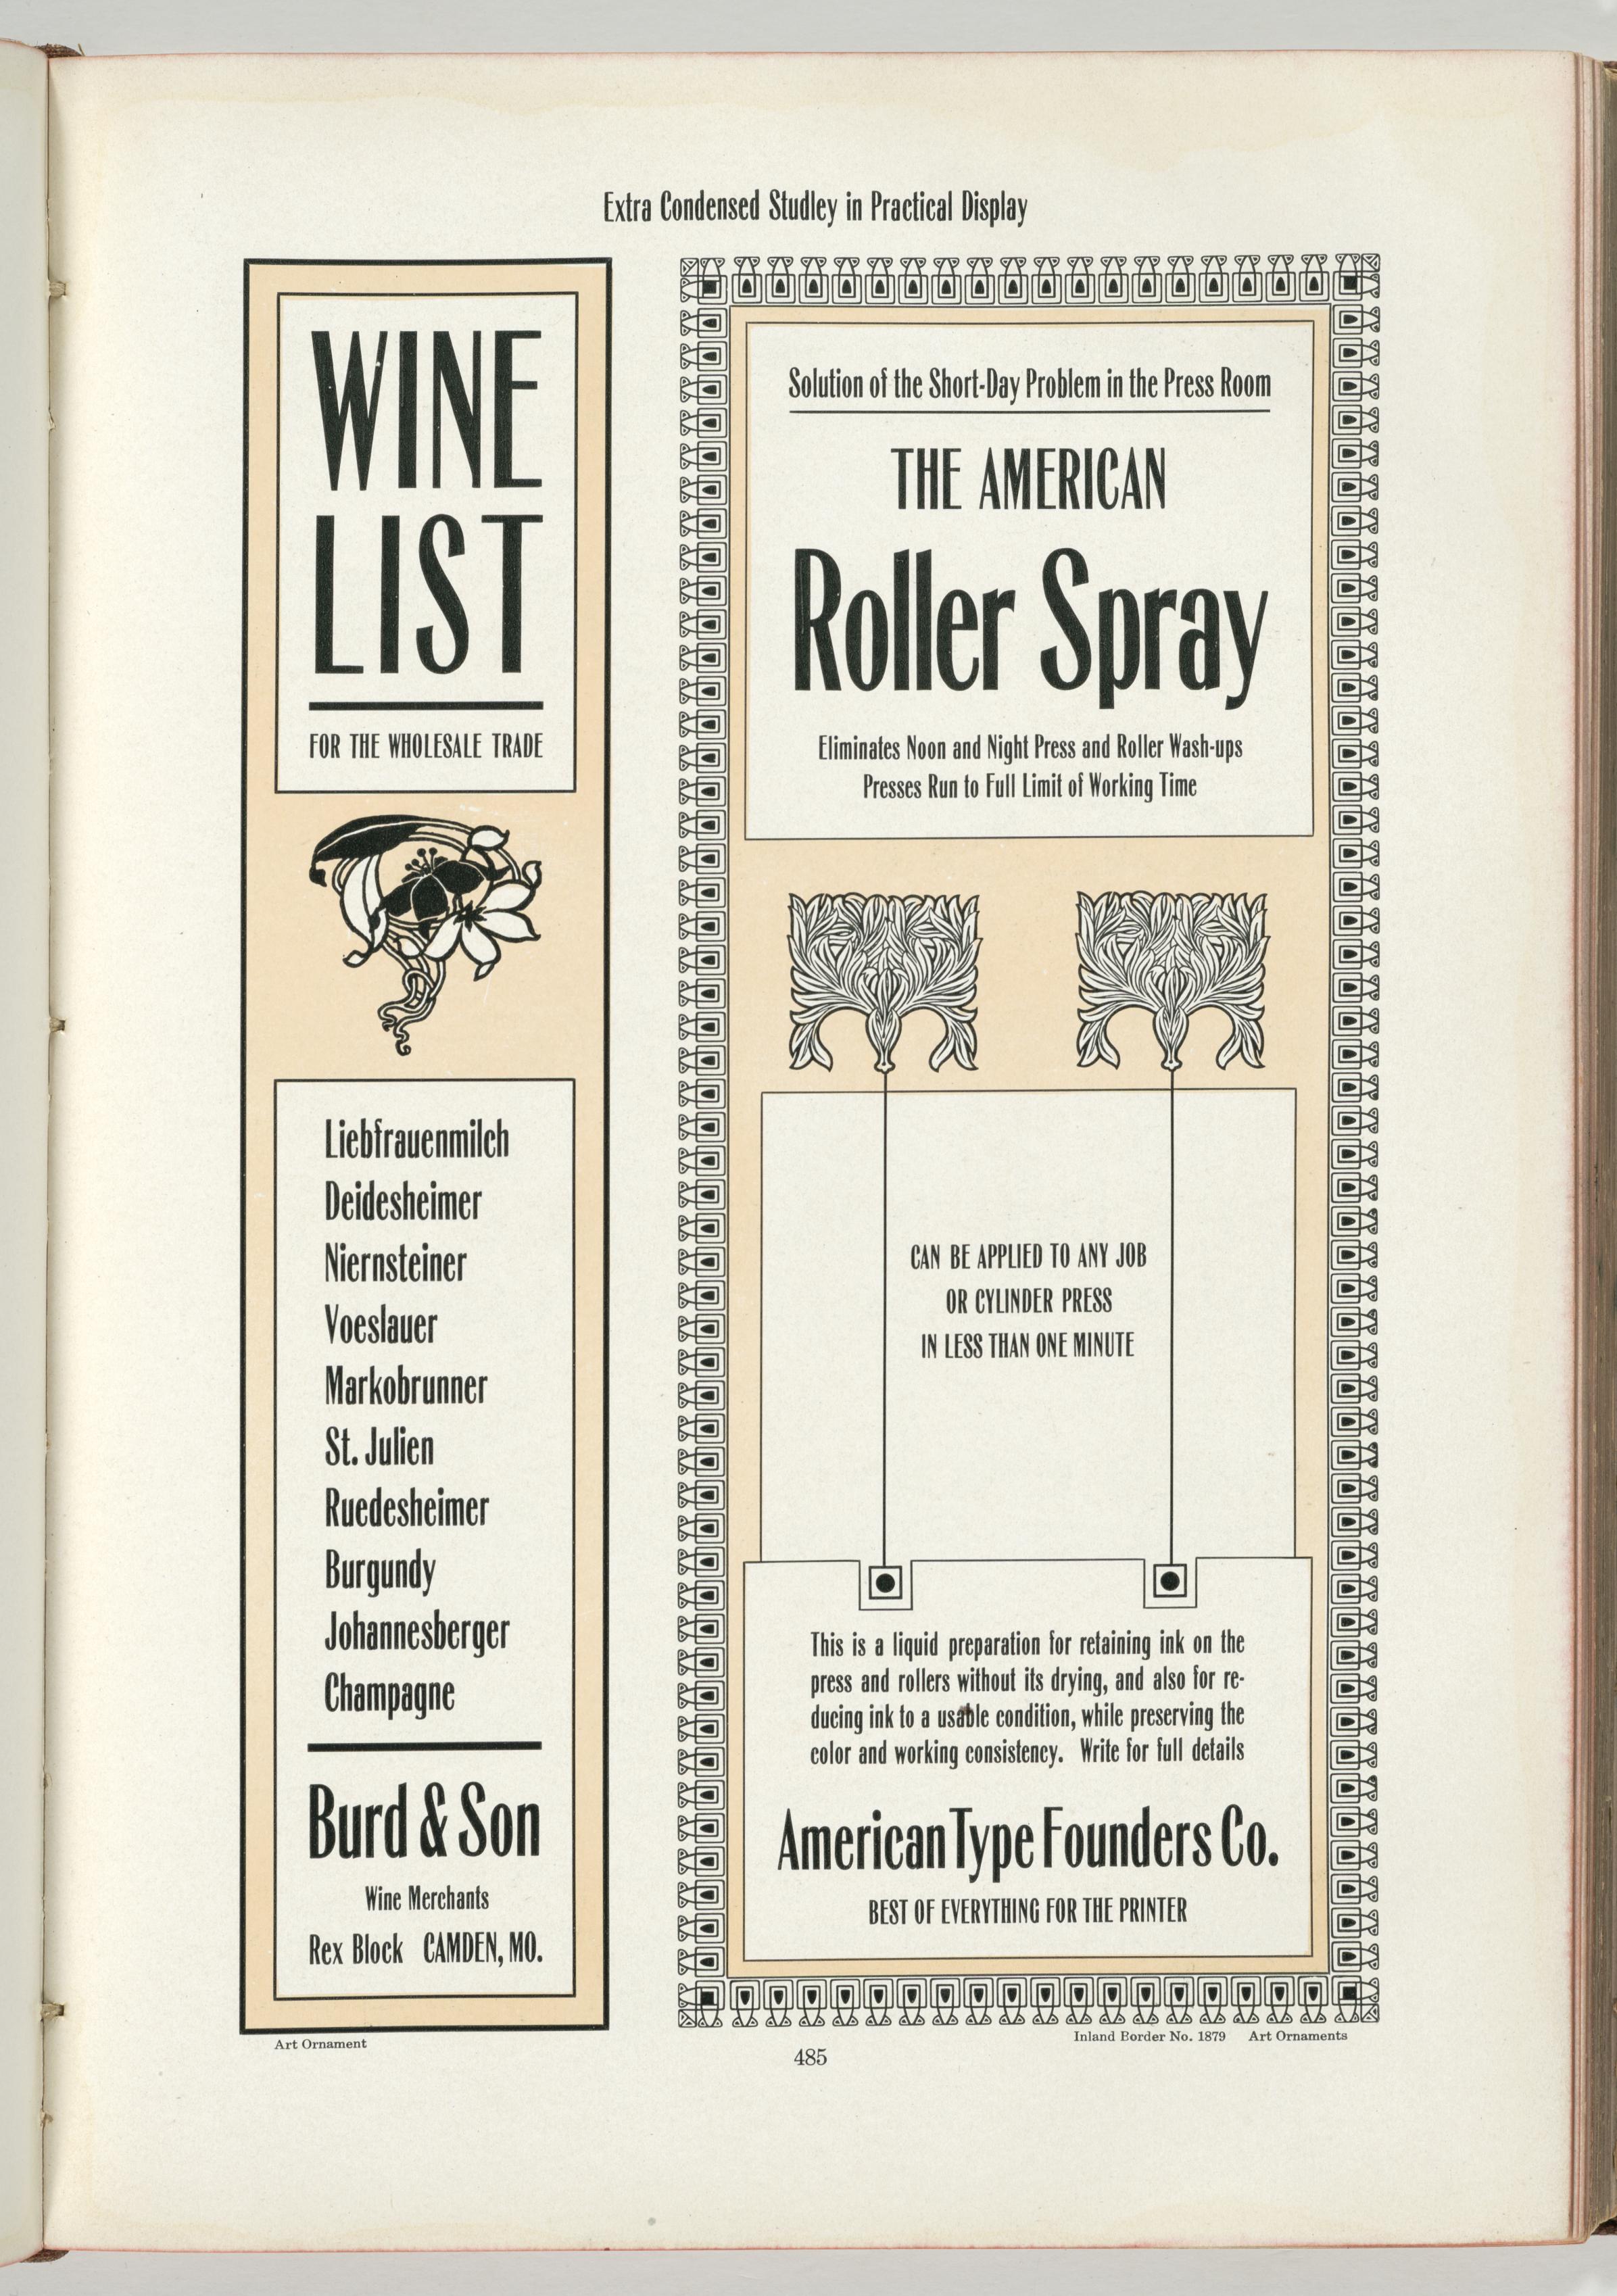 Extra Condensed Studley in Practical Display
WINE
LIST
FOR THE WHOLESALE TRADE
Liebfrauenmilch
Deidesheimer
Niernsteiner
Voeslauer
Markobrunner
St. Julien
Ruedesheimer
Burgundy
Johannesberger
Champagne
Burd & Son
Wine Merchants
Rex Block CAMDEN, MO.
Art Ornament
Solution of the Short-Day Problem in the Press Room
THE AMERICAN
Roller Spray
Eliminates Noon and Night Press and Roller Wash-ups
Presses Run to Full Limit of Working Time
CAN BE APPLIED TO ANY JOB
OR CYLINDER PRESS
IN LESS THAN ONE MINUTE
This is a liquid preparation for retaining ink on the
press and rollers without its drying, and also for re-
ducing ink to a usable condition, while preserving the
color and working consistency. Write for full details
American Type Founders Co.
BEST OF EVERYTHING FOR THE PRINTER
Inland Border No. 1879 Art Ornaments
485